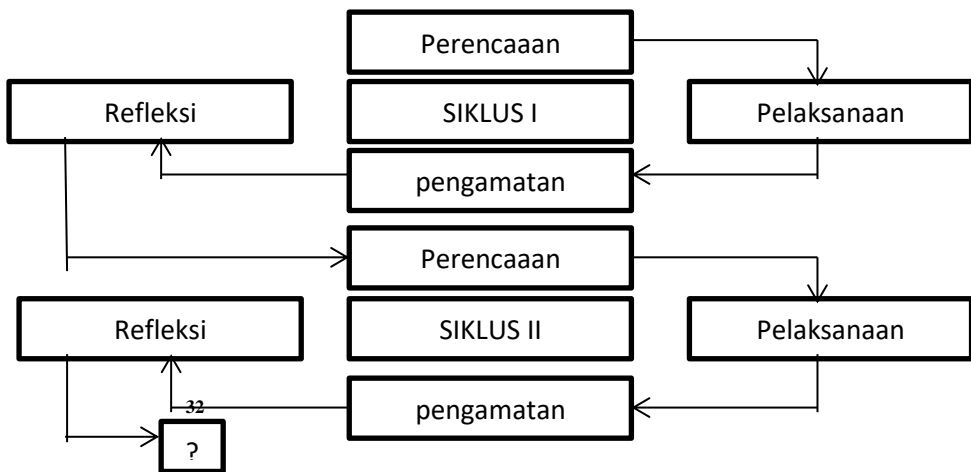 Perencaaan
Refleksi
SIKLUS I
Pelaksanaan
pengamatan
Perencaaan
Refleksi
SIKLUS II
Pelaksanaan
pengamatan
32
?